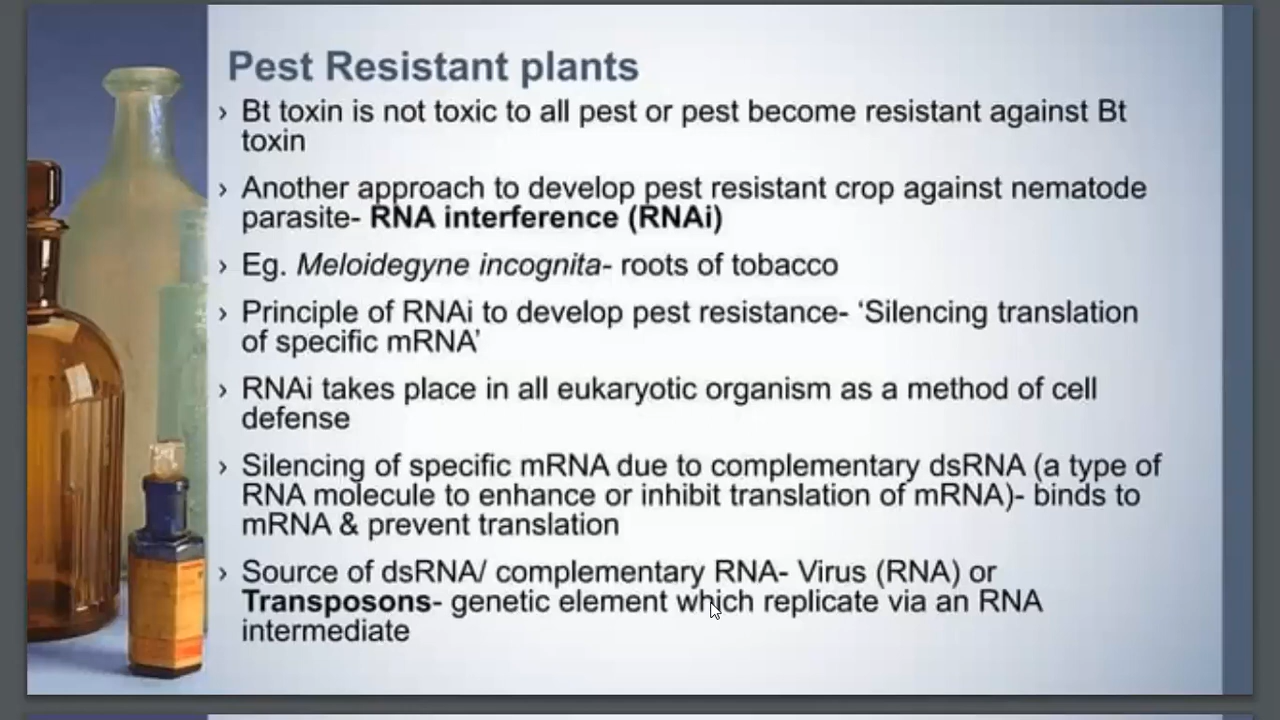 Pest Resistant plants
› Bt toxin is not toxic to all pest or pest become resistant against Bt
toxin
› Another approach to develop pest resistant crop against nematode
parasite- RNA interference (RNAi)
› Eg. Meloidegyne incognita- roots of tobacco
› Principle of RNAi to develop pest resistance- ‘Silencing translation
of specific mRNA’
› RNAi takes place in all eukaryotic organism as a method of cell
defense
› Silencing of specific mRNA due to complementary dsRNA (a type of
RNA molecule to enhance or inhibit translation of mRNA)- binds to
mRNA & prevent translation
› Source of dsRNA/ complementary RNA- Virus (RNA) or
Transposons- genetic element which replicate via an RNA
intermediate